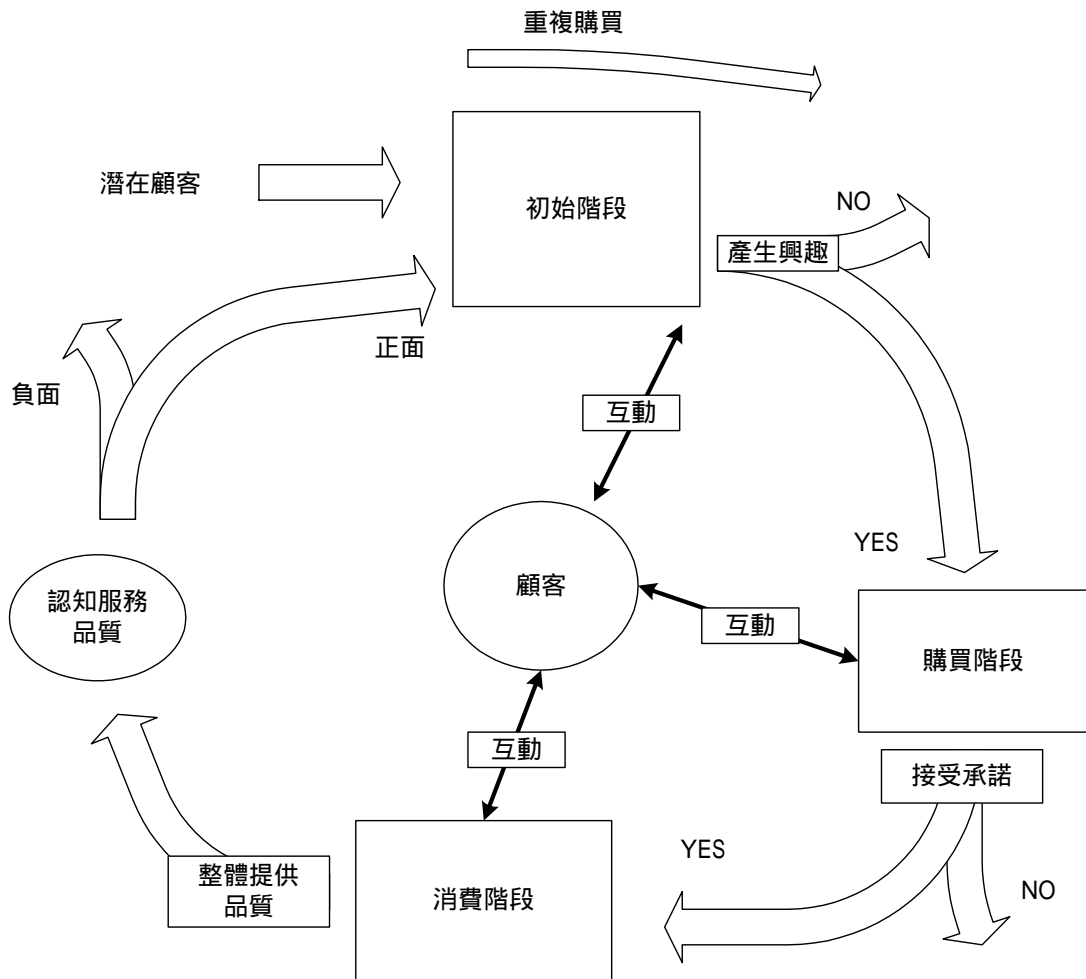 重複購買
潛在顧客
初始階段
NO
產生興趣
正面
負面
互動
YES
顧客
認知服務
品質
互動
購買階段
互動
接受承諾
YES
整體提供
品質
消費階段
NO